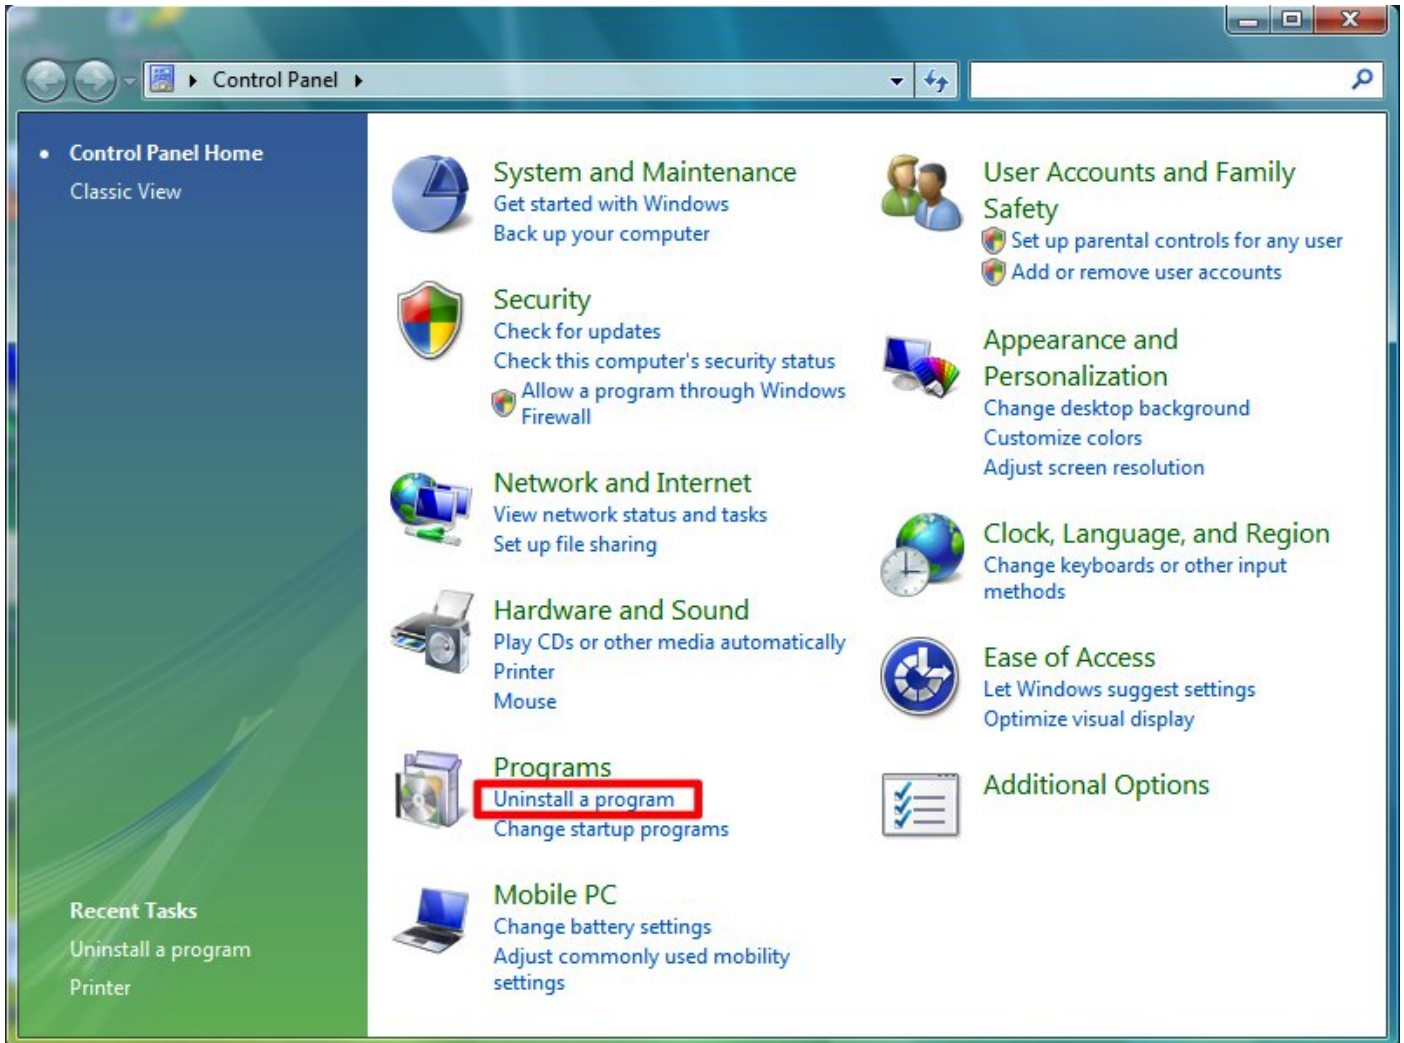 Control Panel
Control Panel Home
Classic View
Recent Tasks
Uninstall a program
Printer
System and Maintenance
Get started with Windows
Back up your computer
Security
Check for updates
Check this computer's security status
Allow a program through Windows
Firewall
Network and Internet
View network status and tasks
Set up file sharing
Hardware and Sound
Play CDs or other media automatically
Printer
Mouse
Programs
Uninstall a program
Change startup programs
Mobile PC
Change battery settings
Adjust commonly used mobility
settings
User Accounts and Family
Safety
Set up parental controls for any user
Add or remove user accounts
Appearance and
Personalization
Change desktop background
Customize colors
Adjust screen resolution
Clock, Language, and Region
Change keyboards or other input
methods
Ease of Access
Let Windows suggest settings
Optimize visual display
Additional Options